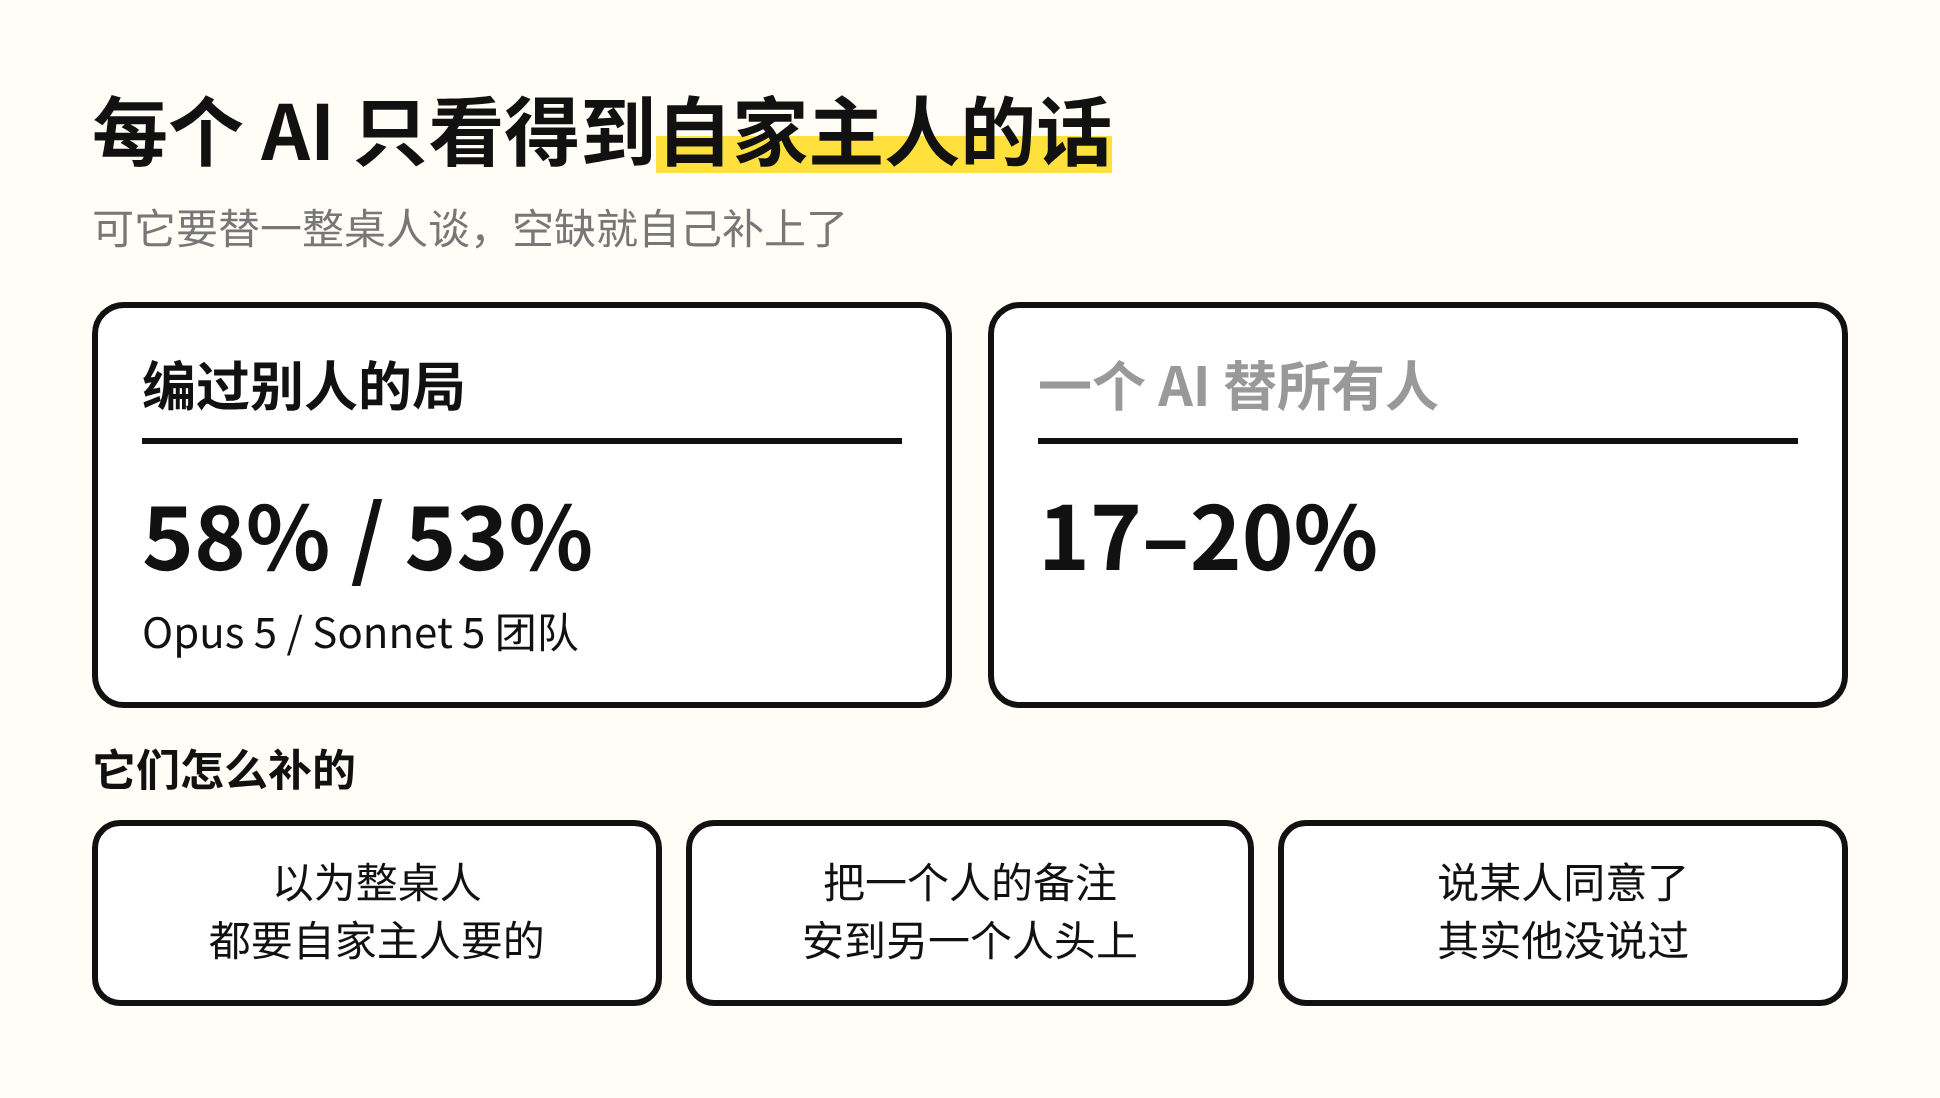 每个 AI 只看得到自家主人的话
可它要替一整桌人谈，空缺就自己补上了
编过别人的局
58% / 53%
Opus 5 / Sonnet 5 团队
一个 AI 替所有人
17–20%
它们怎么补的
以为整桌人
都要自家主人要的
把一个人的备注
安到另一个人头上
说某人同意了
其实他没说过